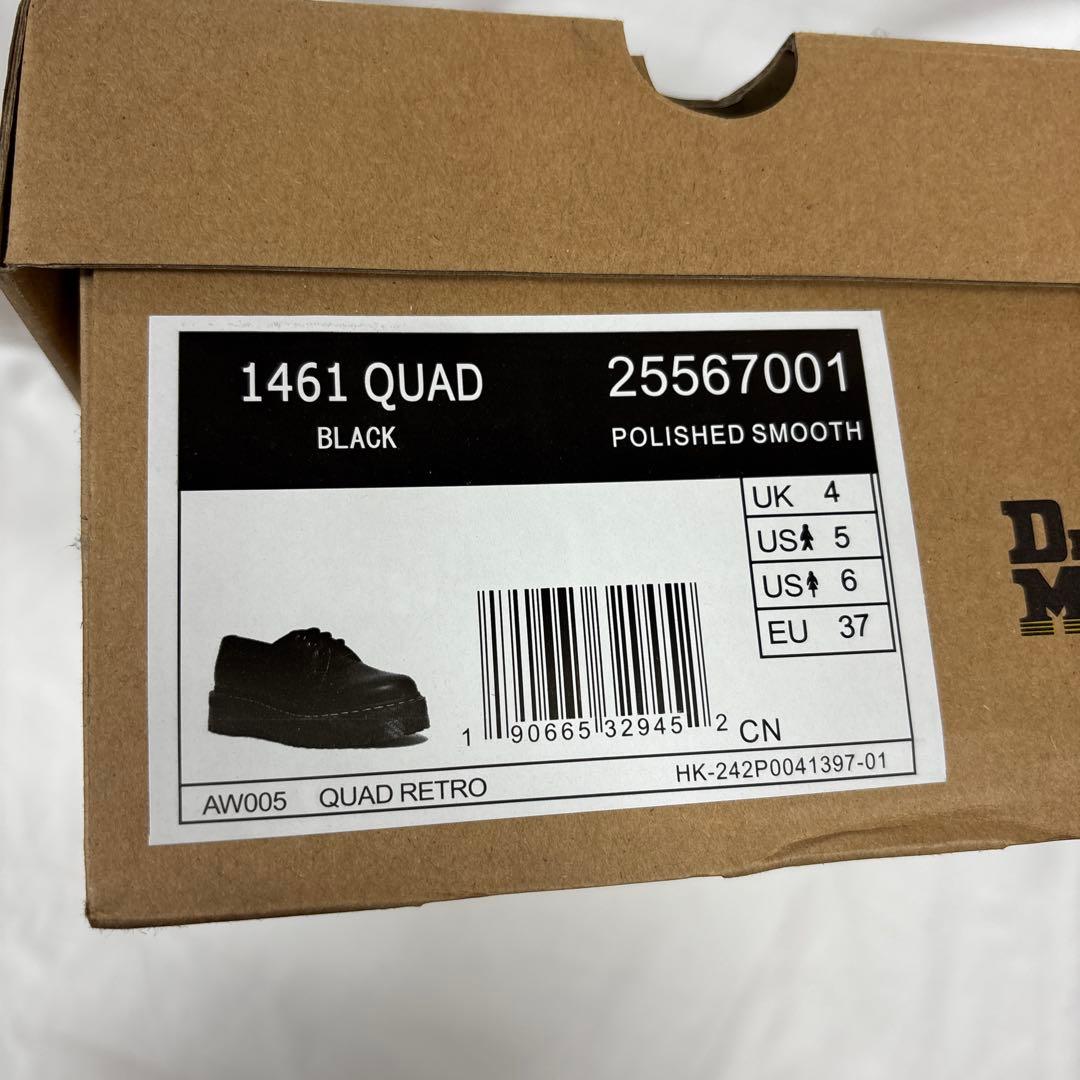 1461 QUAD
BLACK
25567001
POLISHED SMOOTH
UK 4
US 5
US 6
EU 37
1 90665 32945 2
CN
HK-242P0041397-01
AW005 QUAD RETRO